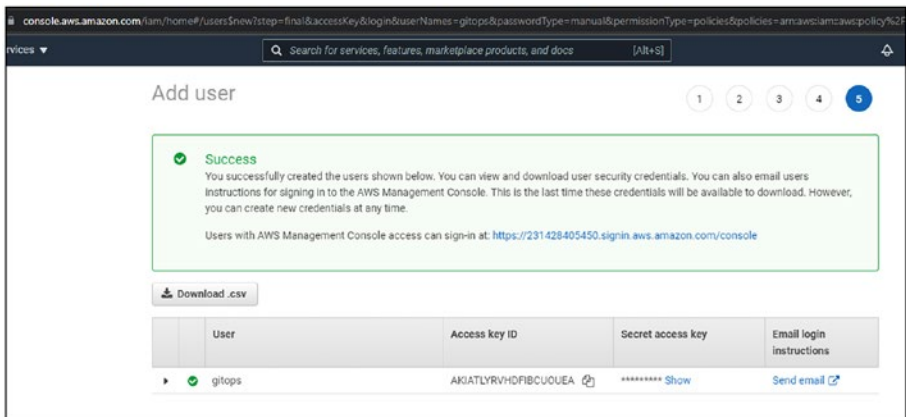 console.aws.amazon.com/iam/home#/users$new?step=final&accessKey&login&userNames=gitops&passwordType=manual&permissionType=policies&policies=arn:aws:iam::aws:policy%2F
rvices
Search for services, features, marketplace products, and docs [Alt+S]
Add user
1 2 3 4 5
Success
You successfully created the users shown below. You can view and download user security credentials. You can also email users
instructions for signing in to the AWS Management Console. This is the last time these credentials will be available to download. However,
you can create new credentials at any time.
Users with AWS Management Console access can sign-in at: https://231428405450.signin.aws.amazon.com/console
Download .csv
User Access key ID Secret access key Email login
instructions
gitops AKIATLYRVHDFIBCUOUEA ********* Show Send email